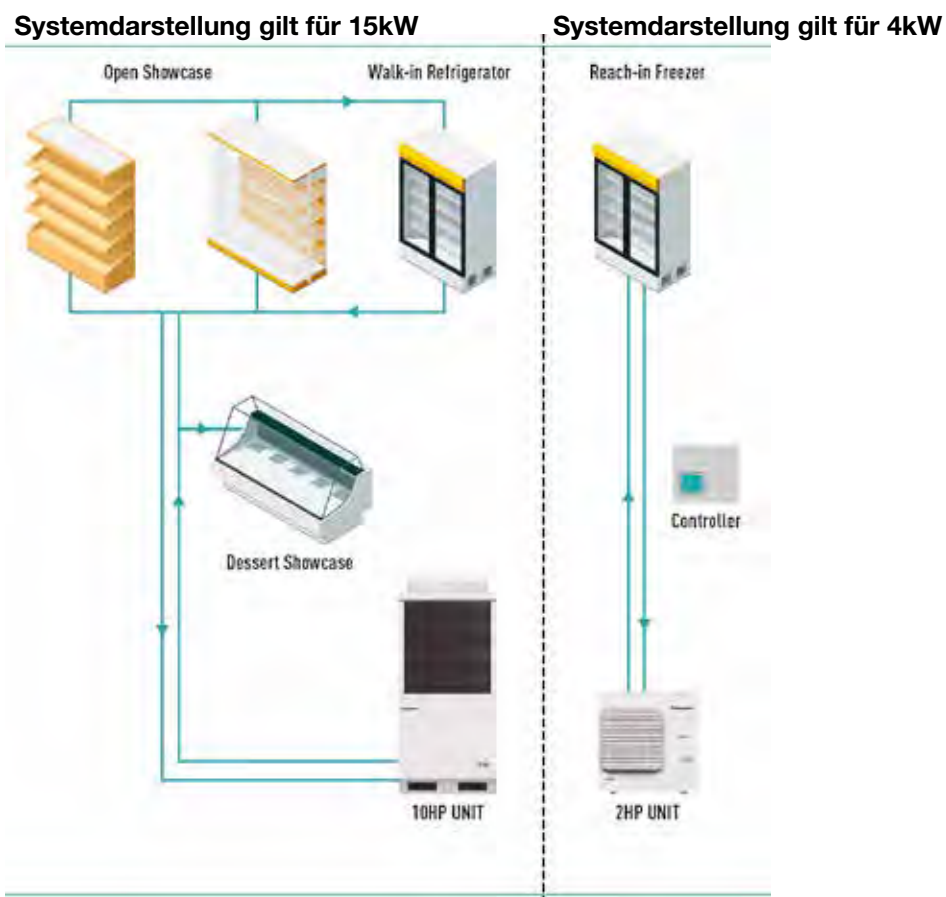 Systemdarstellung gilt für 15kW
Systemdarstellung gilt für 4kW
Open Showcase
Walk-in Refrigerator
Reach-in Freezer
Controller
Dessert Showcase
10HP UNIT
2HP UNIT